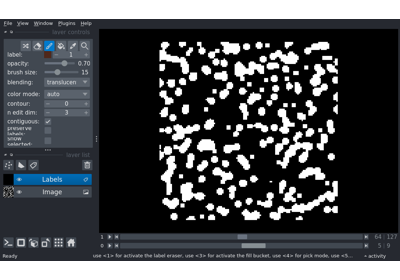 File View Window Plugins Help
layer controls
label: 1
opacity: 0.70
brush size: 15
blending: translucen
color mode: auto
contour: 0
n edit dim: 3
contiguous:
preserve
labels:
show
selected:
layer list
Labels
Image
1 64 127
0 5 9
Ready use <1> for activate the label eraser, use <3> for activate the fill bucket, use <4> for pick mode, use <5... activity